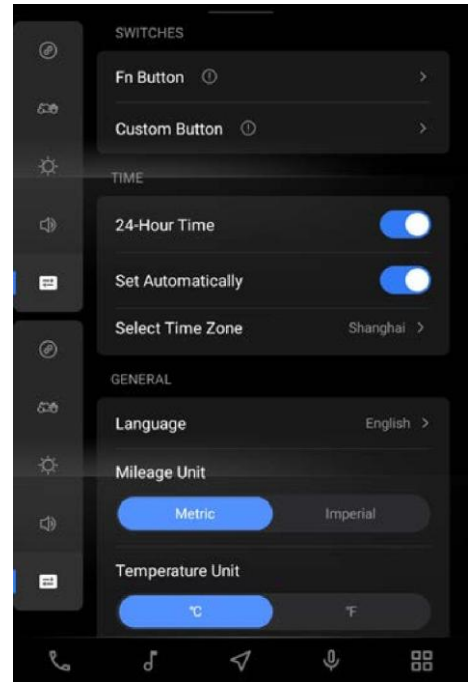 SWITCHES
Fn Button
Custom Button
TIME
24-Hour Time
Set Automatically
Select Time Zone Shanghai >
GENERAL
Language English >
Mileage Unit
Metric Imperial
Temperature Unit
℃ ℉